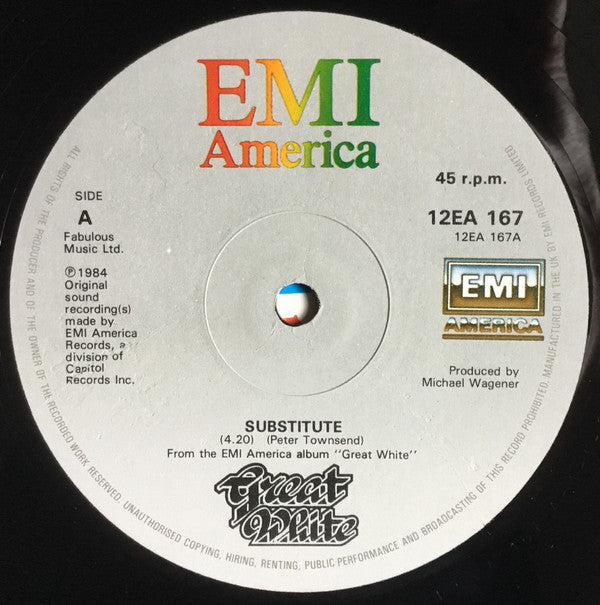 EMI
America
45 r.p.m.
SIDE
A
12EA 167
12EA 167A
Fabulous
Music Ltd.
℗ 1984
Original
sound
recording(s)
made by
EMI America
Records, a
division of
Capitol
Records Inc.
EMI
AMERICA
Produced by
Michael Wagener
SUBSTITUTE
(4.20) (Peter Townsend)
From the EMI America album "Great White"
Great
White
ALL RIGHTS OF THE PRODUCER AND OF THE OWNER OF THE RECORDED WORK RESERVED. UNAUTHORISED COPYING, HIRING, RENTING, PUBLIC PERFORMANCE AND BROADCASTING OF THIS RECORD PROHIBITED. MANUFACTURED IN THE UK BY EMI RECORDS LIMITED